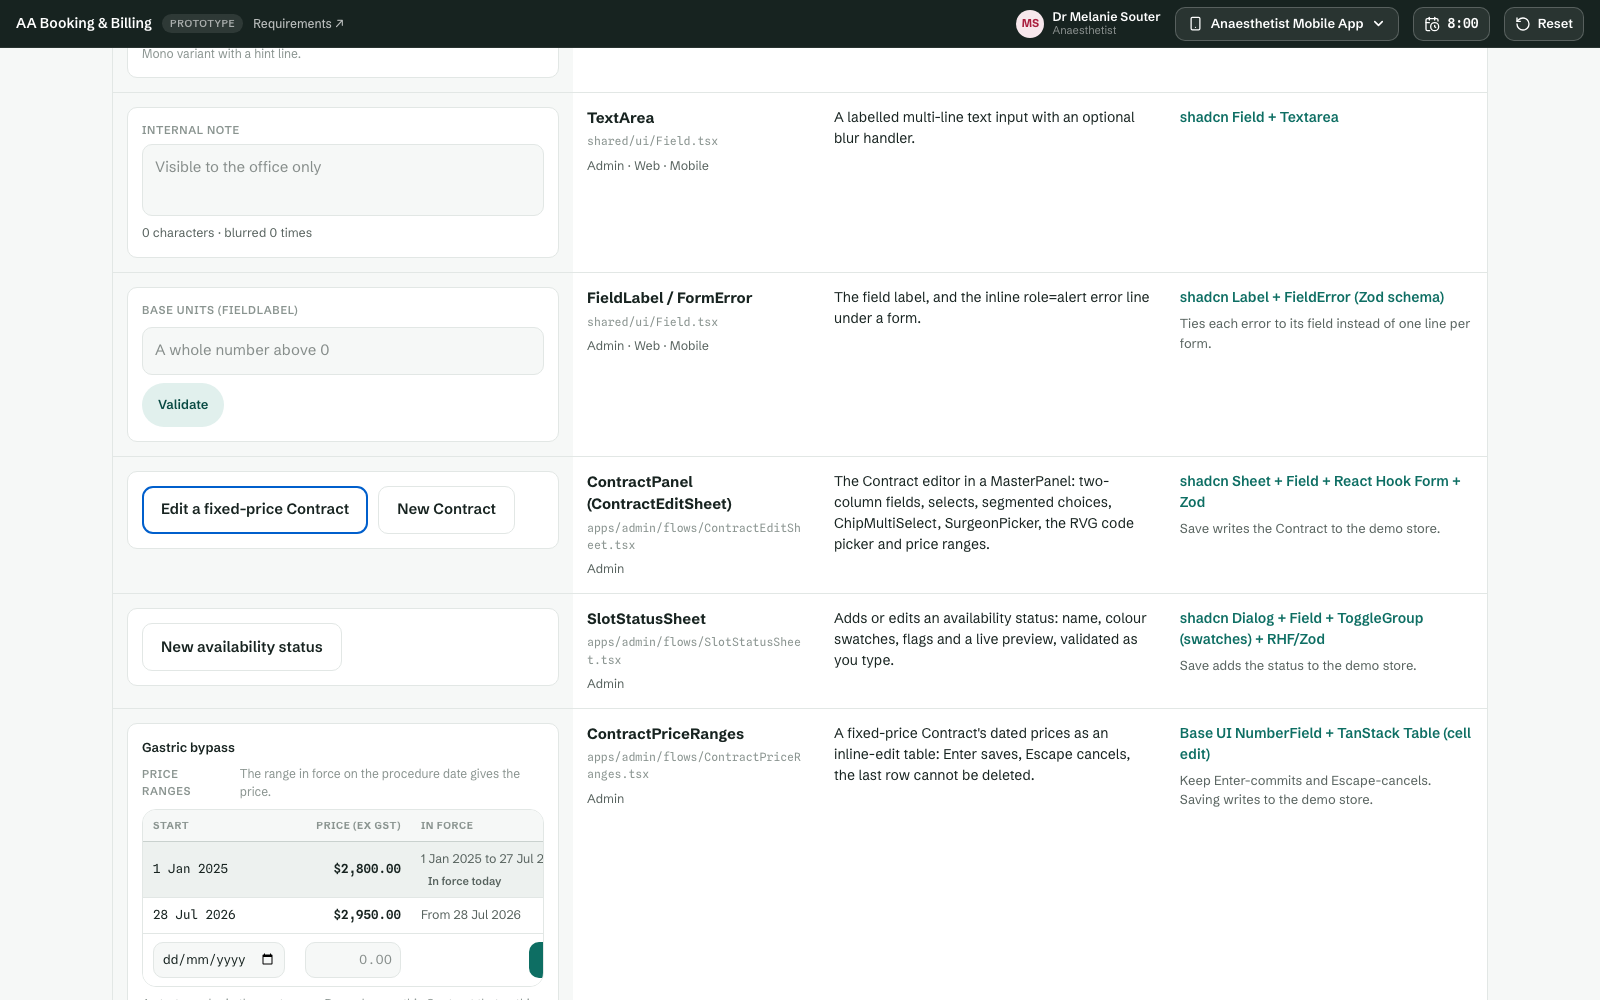 AA Booking & Billing
PROTOTYPE
Requirements ↗
MS
Dr Melanie Souter
Anaesthetist
Anaesthetist Mobile App
8:00
Reset
Mono variant with a hint line.
INTERNAL NOTE
Visible to the office only
0 characters · blurred 0 times
TextArea
shared/ui/Field.tsx
Admin · Web · Mobile
A labelled multi-line text input with an optional
blur handler.
shadcn Field + Textarea
BASE UNITS (FIELDLABEL)
A whole number above 0
Validate
FieldLabel / FormError
shared/ui/Field.tsx
Admin · Web · Mobile
The field label, and the inline role=alert error line
under a form.
shadcn Label + FieldError (Zod schema)
Ties each error to its field instead of one line per
form.
Edit a fixed-price Contract
New Contract
ContractPanel
(ContractEditSheet)
apps/admin/flows/ContractEditSh
eet.tsx
Admin
The Contract editor in a MasterPanel: two-
column fields, selects, segmented choices,
ChipMultiSelect, SurgeonPicker, the RVG code
picker and price ranges.
shadcn Sheet + Field + React Hook Form +
Zod
Save writes the Contract to the demo store.
New availability status
SlotStatusSheet
apps/admin/flows/SlotStatusShee
t.tsx
Admin
Adds or edits an availability status: name, colour
swatches, flags and a live preview, validated as
you type.
shadcn Dialog + Field + ToggleGroup
(swatches) + RHF/Zod
Save adds the status to the demo store.
Gastric bypass
PRICE
RANGES
The range in force on the procedure date gives the
price.
START
PRICE (EX GST)
IN FORCE
1 Jan 2025
$2,800.00
1 Jan 2025 to 27 Jul 2
In force today
28 Jul 2026
$2,950.00
From 28 Jul 2026
dd/mm/yyyy
0.00
ContractPriceRanges
apps/admin/flows/ContractPriceR
anges.tsx
Admin
A fixed-price Contract's dated prices as an
inline-edit table: Enter saves, Escape cancels,
the last row cannot be deleted.
Base UI NumberField + TanStack Table (cell
edit)
Keep Enter-commits and Escape-cancels.
Saving writes to the demo store.